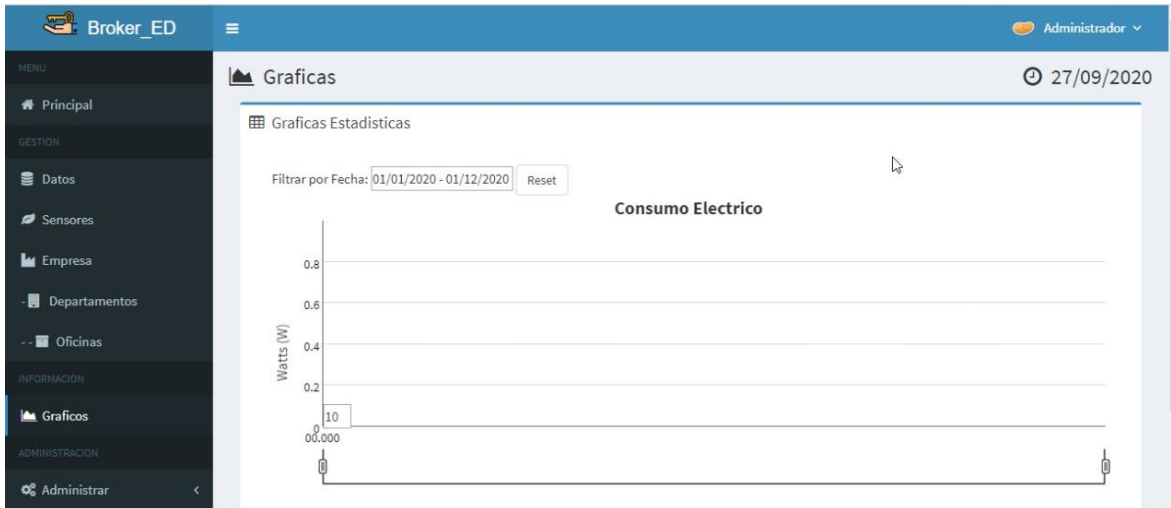 Broker_ED
Administrador
MENU
Principal
GESTION
Datos
Sensores
Empresa
- Departamentos
- - Oficinas
INFORMACION
Graficos
ADMINISTRACION
Administrar
Graficas
27/09/2020
Graficas Estadisticas
Filtrar por Fecha: 01/01/2020 - 01/12/2020 Reset
Consumo Electrico
Watts (W)
0.8
0.6
0.4
0.2
0
10
00.000